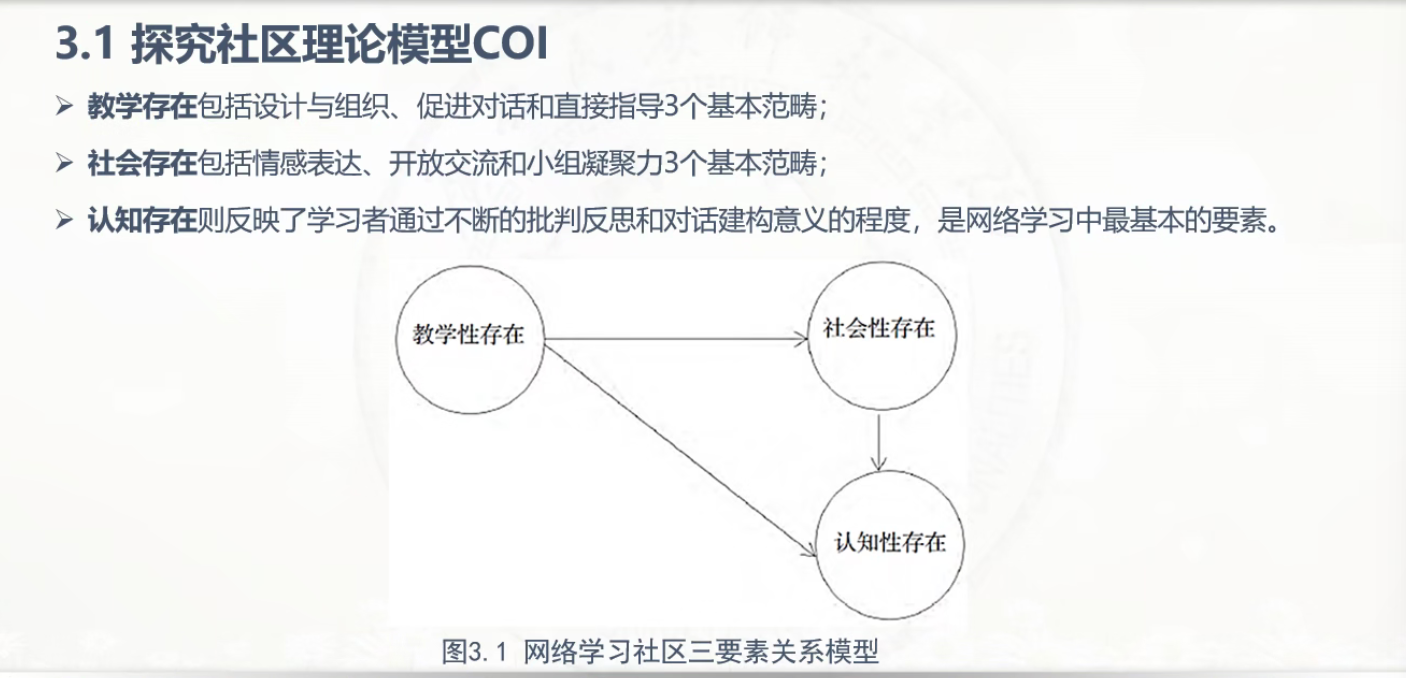 3.1 探究社区理论模型COI
➢ 教学存在包括设计与组织、促进对话和直接指导3个基本范畴；
➢ 社会存在包括情感表达、开放交流和小组凝聚力3个基本范畴；
➢ 认知存在则反映了学习者通过不断的批判反思和对话建构意义的程度，是网络学习中最基本的要素。
教学性存在
社会性存在
认知性存在
图3.1 网络学习社区三要素关系模型